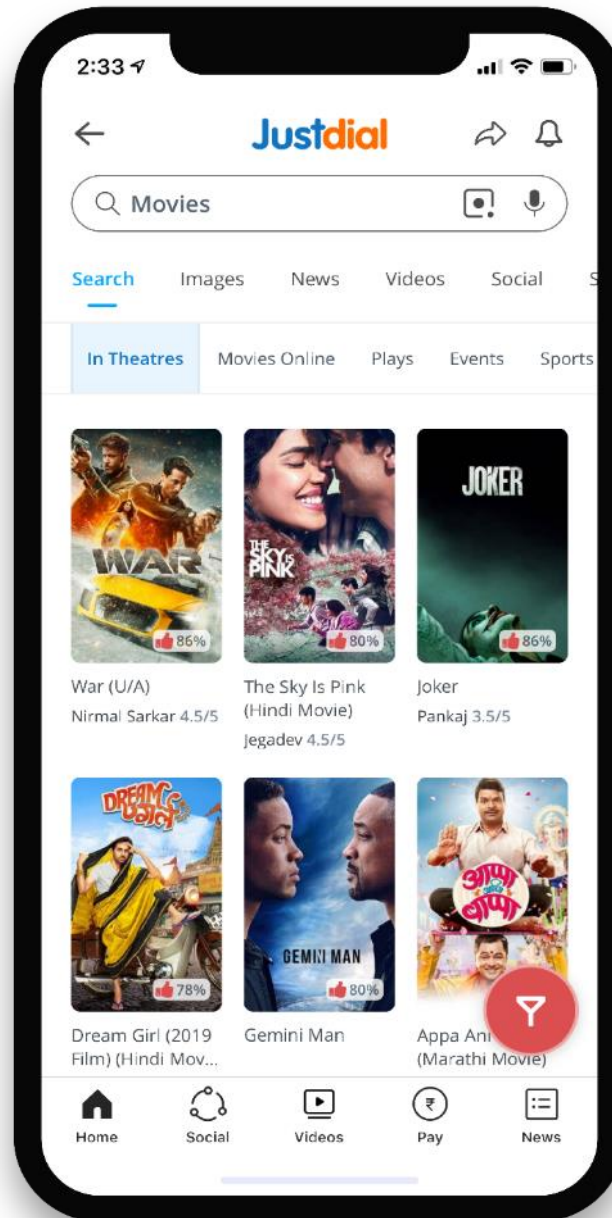 2:33
Justdial
Movies
Search Images News Videos Social S
In Theatres Movies Online Plays Events Sports
WAR
86%
THE
SKY IS
PINK
80%
JOKER
86%
War (U/A)
Nirmal Sarkar 4.5/5
The Sky Is Pink
(Hindi Movie)
Jegadev 4.5/5
Joker
Pankaj 3.5/5
DREAM
गर्ल
78%
GEMINI MAN
80%
आप्पा
आणि
बाप्पा
Dream Girl (2019
Film) (Hindi Mov...
Gemini Man
Appa Ani
(Marathi Movie)
Home Social Videos Pay News